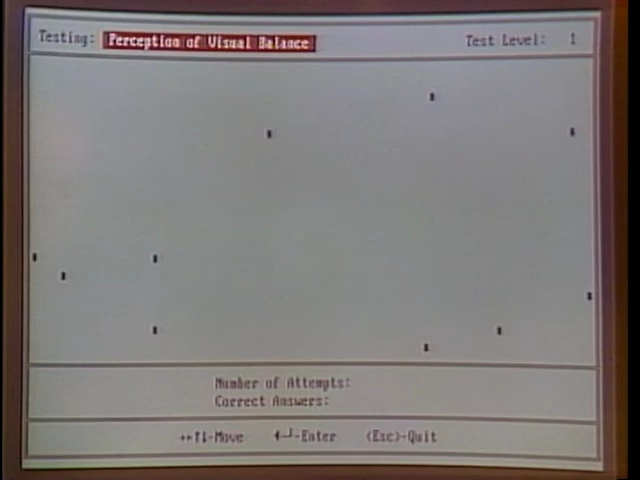 Testing: Perception of Visual Balance Test Level: 1
Number of Attempts:
Correct Answers:
↔↑↓-Move ◄─┘-Enter (Esc)-Quit